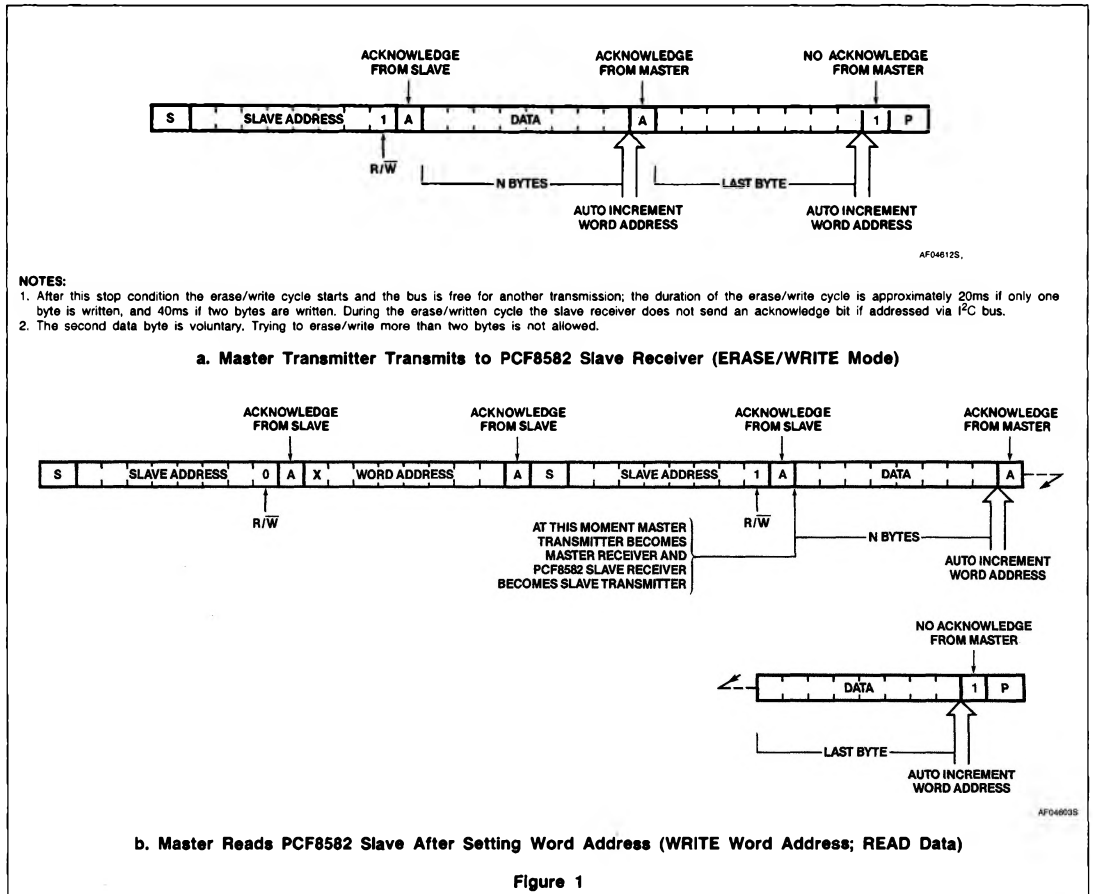 ACKNOWLEDGE FROM SLAVE
ACKNOWLEDGE FROM MASTER
NO ACKNOWLEDGE FROM MASTER
S SLAVE ADDRESS 1 A DATA A 1 P
R/W̅
N BYTES
LAST BYTE
AUTO INCREMENT WORD ADDRESS
AUTO INCREMENT WORD ADDRESS
AF04612S.
NOTES:
1. After this stop condition the erase/write cycle starts and the bus is free for another transmission; the duration of the erase/write cycle is approximately 20ms if only one
byte is written, and 40ms if two bytes are written. During the erase/written cycle the slave receiver does not send an acknowledge bit if addressed via I²C bus.
2. The second data byte is voluntary. Trying to erase/write more than two bytes is not allowed.
a. Master Transmitter Transmits to PCF8582 Slave Receiver (ERASE/WRITE Mode)
ACKNOWLEDGE FROM SLAVE
ACKNOWLEDGE FROM SLAVE
ACKNOWLEDGE FROM SLAVE
ACKNOWLEDGE FROM MASTER
S SLAVE ADDRESS 0 A X WORD ADDRESS A S SLAVE ADDRESS 1 A DATA A
R/W̅
R/W̅
AT THIS MOMENT MASTER
TRANSMITTER BECOMES
MASTER RECEIVER AND
PCF8582 SLAVE RECEIVER
BECOMES SLAVE TRANSMITTER
N BYTES
AUTO INCREMENT WORD ADDRESS
NO ACKNOWLEDGE FROM MASTER
DATA 1 P
LAST BYTE
AUTO INCREMENT WORD ADDRESS
AF04603S
b. Master Reads PCF8582 Slave After Setting Word Address (WRITE Word Address; READ Data)
Figure 1